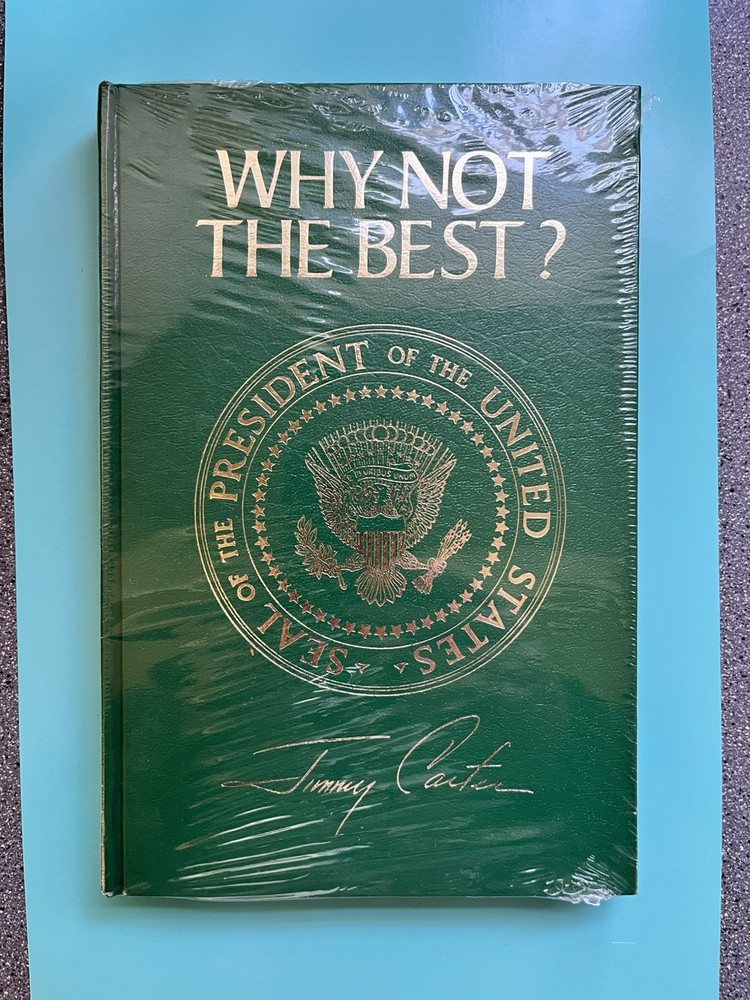 WHY NOT
THE BEST?
SEAL OF THE PRESIDENT OF THE UNITED STATES
E PLURIBUS UNUM
Jimmy Carter